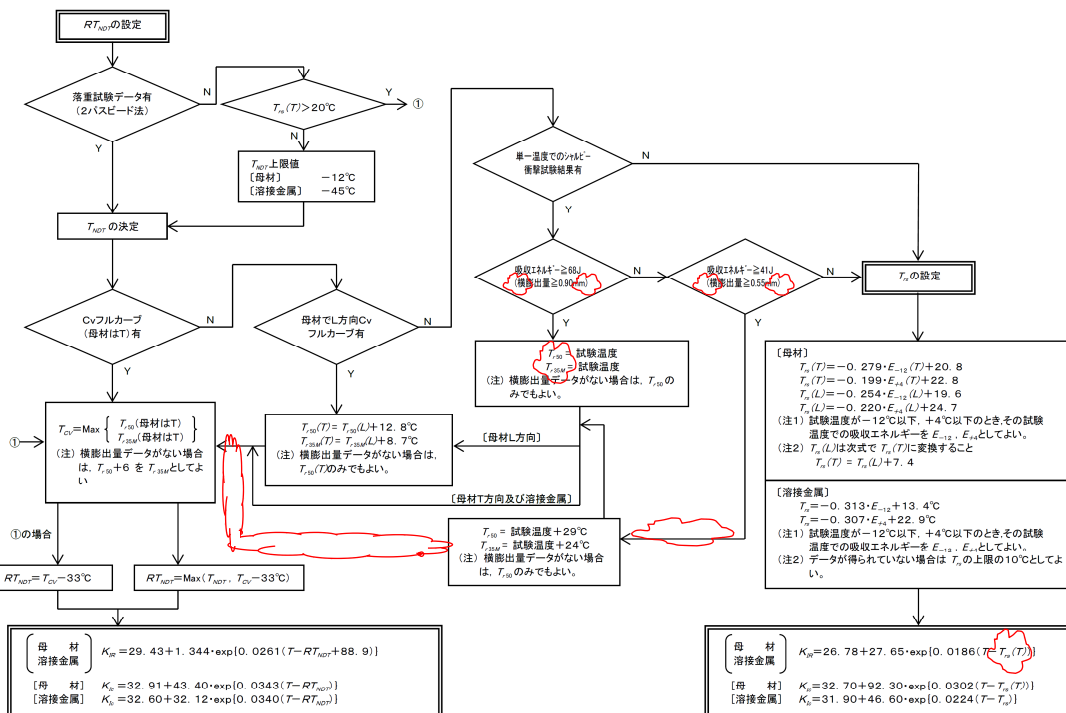 RT_NDTの設定
落重試験データ有
(2パスピード法)
N
Y
T_rs(T)>20℃
Y
①
N
T_NDT上限値
[母材] −12℃
[溶接金属] −45℃
T_NDT の決定
単一温度でのシャルピー
衝撃試験結果有
N
Y
吸収エネルギー≧68J
(横膨出量≧0.90mm)
N
Y
吸収エネルギー≧41J
(横膨出量≧0.55mm)
N
Y
T_rsの設定
Cvフルカーブ
(母材はT)有
N
Y
母材でL方向Cv
フルカーブ有
N
Y
T_r50 = 試験温度
T_r35M = 試験温度
(注) 横膨出量データがない場合は, T_r50の
みでもよい。
〔母材〕
T_rs(T)=−0.279・E_−12(T)+20.8
T_rs(T)=−0.199・E_+4(T)+22.8
T_rs(L)=−0.254・E_−12(L)+19.6
T_rs(L)=−0.220・E_+4(L)+24.7
(注1) 試験温度が−12℃以下, +4℃以下のとき,その試験
温度での吸収エネルギーを E_−12, E_+4としてよい。
(注2) T_rs(L)は次式で T_rs(T)に変換すること
T_rs(T) = T_rs(L)+7.4
①
T_CV=Max { T_r50(母材はT)
T_r35M(母材はT) }
(注) 横膨出量データがない場合
は, T_r50+6 を T_r35Mとしてよ
い
T_r50(T)= T_r50(L)+12.8℃
T_r35M(T)= T_r35M(L)+8.7℃
(注) 横膨出量データがない場合は,
T_r50(T)のみでもよい。
〔母材L方向〕
〔母材T方向及び溶接金属〕
〔溶接金属〕
T_rs=−0.313・E_−12+13.4℃
T_rs=−0.307・E_+4+22.9℃
(注1) 試験温度が−12℃以下, +4℃以下のとき,その試験
温度での吸収エネルギーを E_−12, E_+4としてよい。
(注2) データが得られていない場合は T_rsの上限の10℃としてよ
い。
T_r50 = 試験温度+29℃
T_r35M = 試験温度+24℃
(注) 横膨出量データがない場合
は, T_r50のみでもよい。
①の場合
RT_NDT=T_CV−33℃
RT_NDT=Max(T_NDT, T_CV−33℃)
母 材
溶接金属
K_IR=29.43+1.344・exp{0.0261(T−RT_NDT+88.9)}
[母 材] K_Ic=32.91+43.40・exp{0.0343(T−RT_NDT)}
[溶接金属] K_Ic=32.60+32.12・exp{0.0340(T−RT_NDT)}
母 材
溶接金属
K_IR=26.78+27.65・exp{0.0186(T−T_rs(T))}
[母 材] K_Ic=32.70+92.30・exp{0.0302(T−T_rs(T))}
[溶接金属] K_Ic=31.90+46.60・exp{0.0224(T−T_rs)}